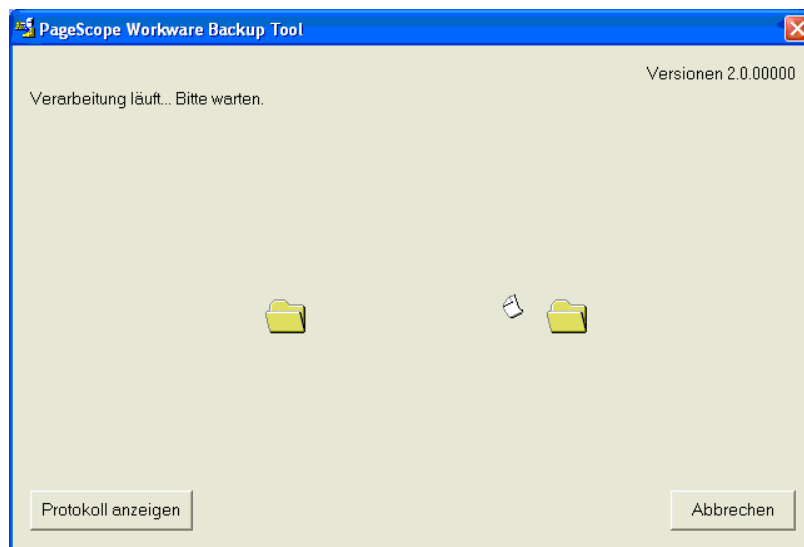 PageScope Workware Backup Tool
Versionen 2.0.00000
Verarbeitung läuft... Bitte warten.
Protokoll anzeigen
Abbrechen